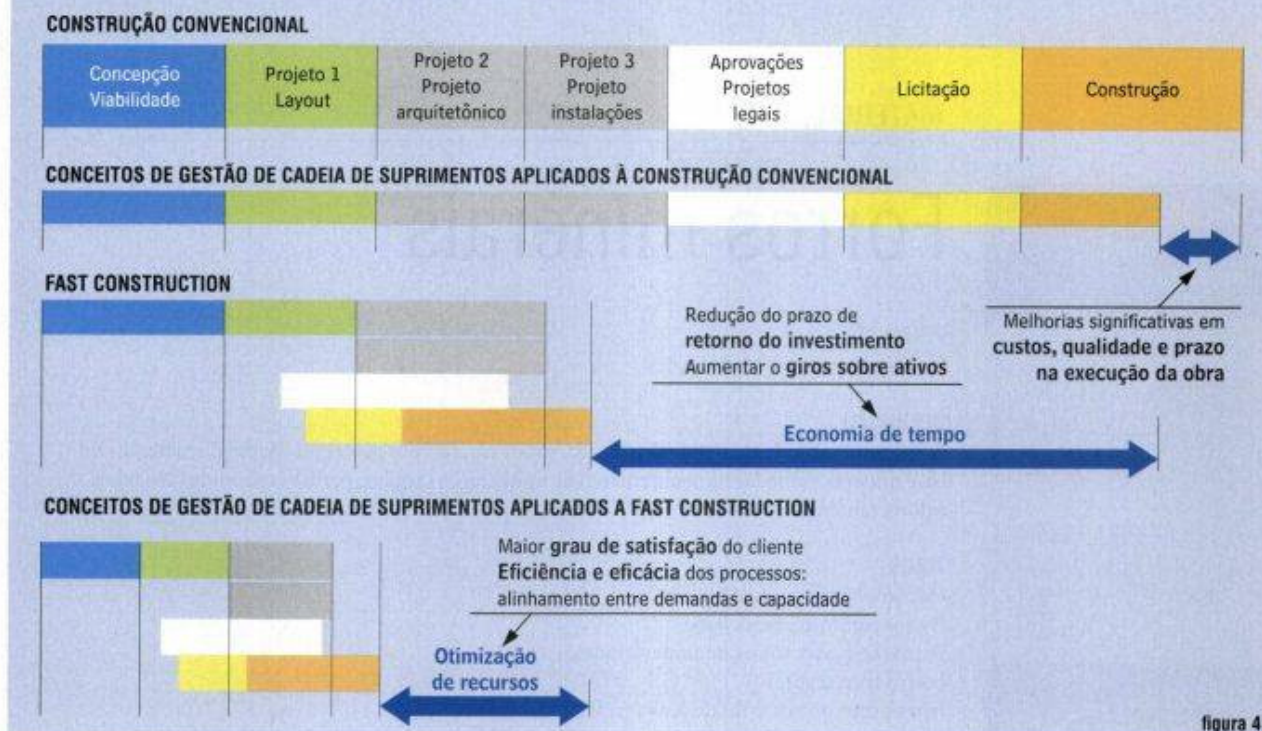 CONSTRUÇÃO CONVENCIONAL
Concepção
Viabilidade
Projeto 1
Layout
Projeto 2
Projeto
arquitetônico
Projeto 3
Projeto
instalações
Aprovações
Projetos
legais
Licitação
Construção
CONCEITOS DE GESTÃO DE CADEIA DE SUPRIMENTOS APLICADOS À CONSTRUÇÃO CONVENCIONAL
FAST CONSTRUCTION
Redução do prazo de
retorno do investimento
Aumentar o giros sobre ativos
Melhorias significativas em
custos, qualidade e prazo
na execução da obra
Economia de tempo
CONCEITOS DE GESTÃO DE CADEIA DE SUPRIMENTOS APLICADOS A FAST CONSTRUCTION
Maior grau de satisfação do cliente
Eficiência e eficácia dos processos:
alinhamento entre demandas e capacidade
Otimização
de recursos
figura 4